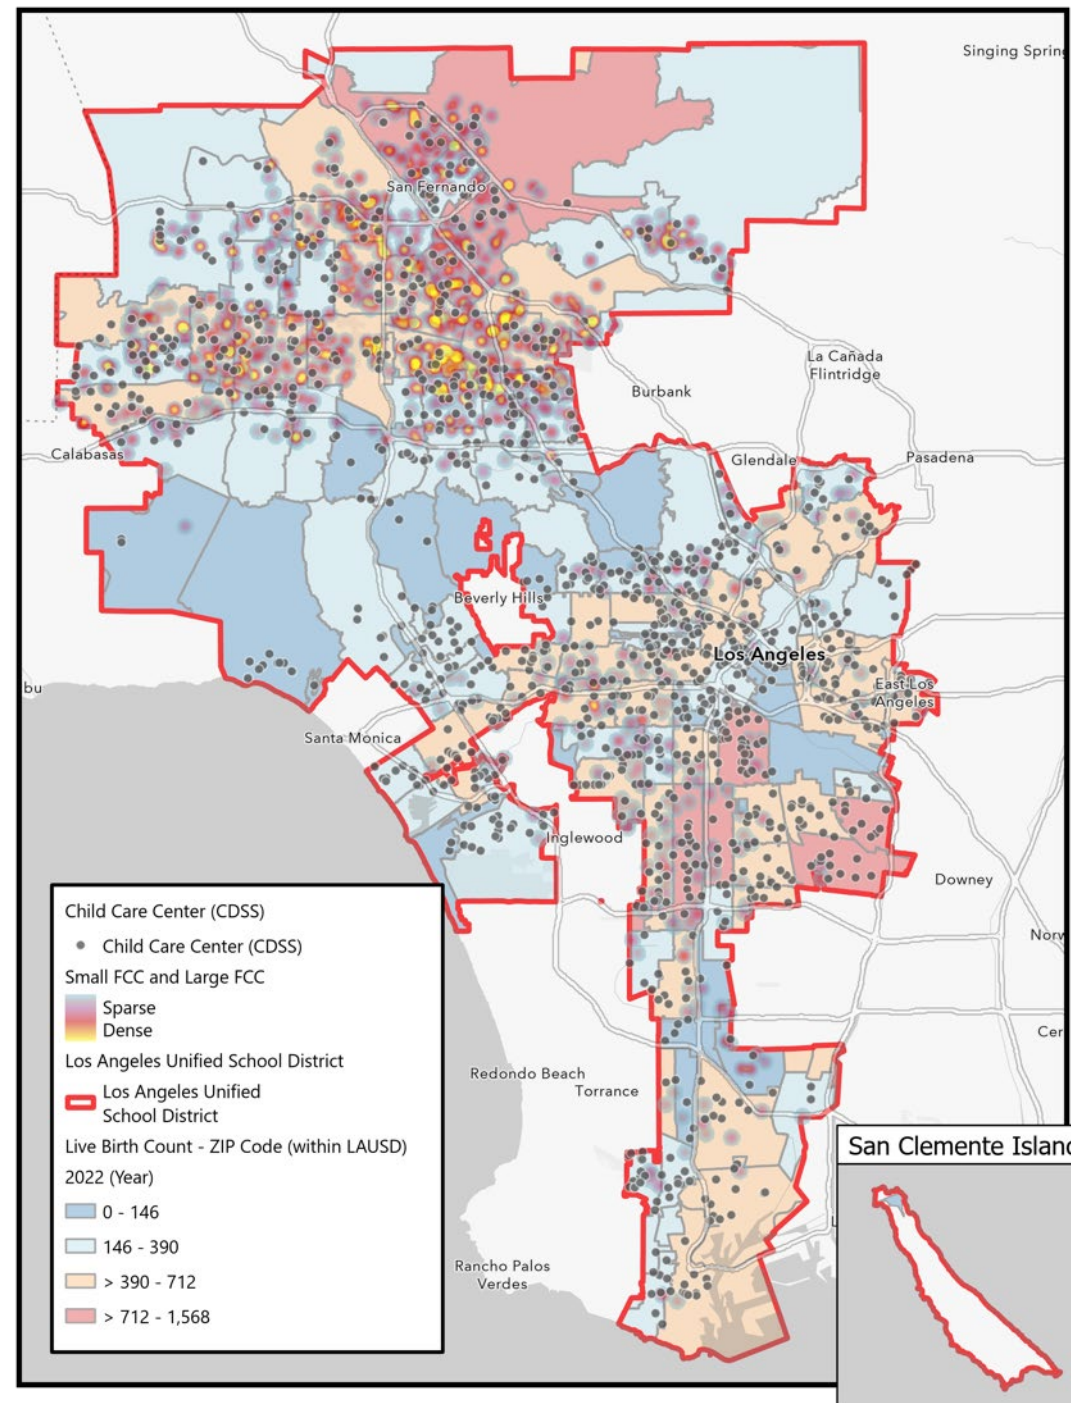 Singing Spring
San Fernando
La Cañada
Flintridge
Burbank
Calabasas
Glendale
Pasadena
Beverly Hills
Los Angeles
East Los
Angeles
bu
Santa Monica
Inglewood
Downey
Norw
Cer
Redondo Beach
Torrance
Rancho Palos
Verdes
Child Care Center (CDSS)
Child Care Center (CDSS)
Small FCC and Large FCC
Sparse
Dense
Los Angeles Unified School District
Los Angeles Unified
School District
Live Birth Count - ZIP Code (within LAUSD)
2022 (Year)
0 - 146
146 - 390
> 390 - 712
> 712 - 1,568
San Clemente Island